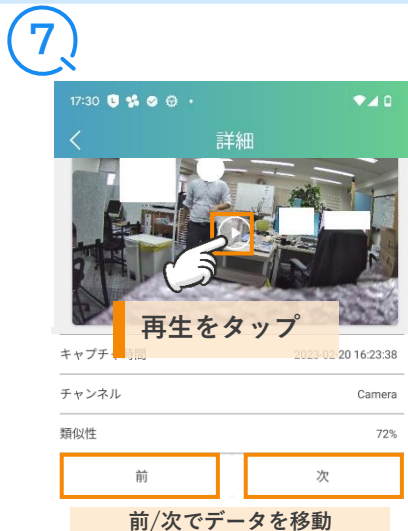 7
17:30
詳細
再生をタップ
キャプチャ時間 2023-02-20 16:23:38
チャンネル Camera
類似性 72%
前 次
前/次でデータを移動